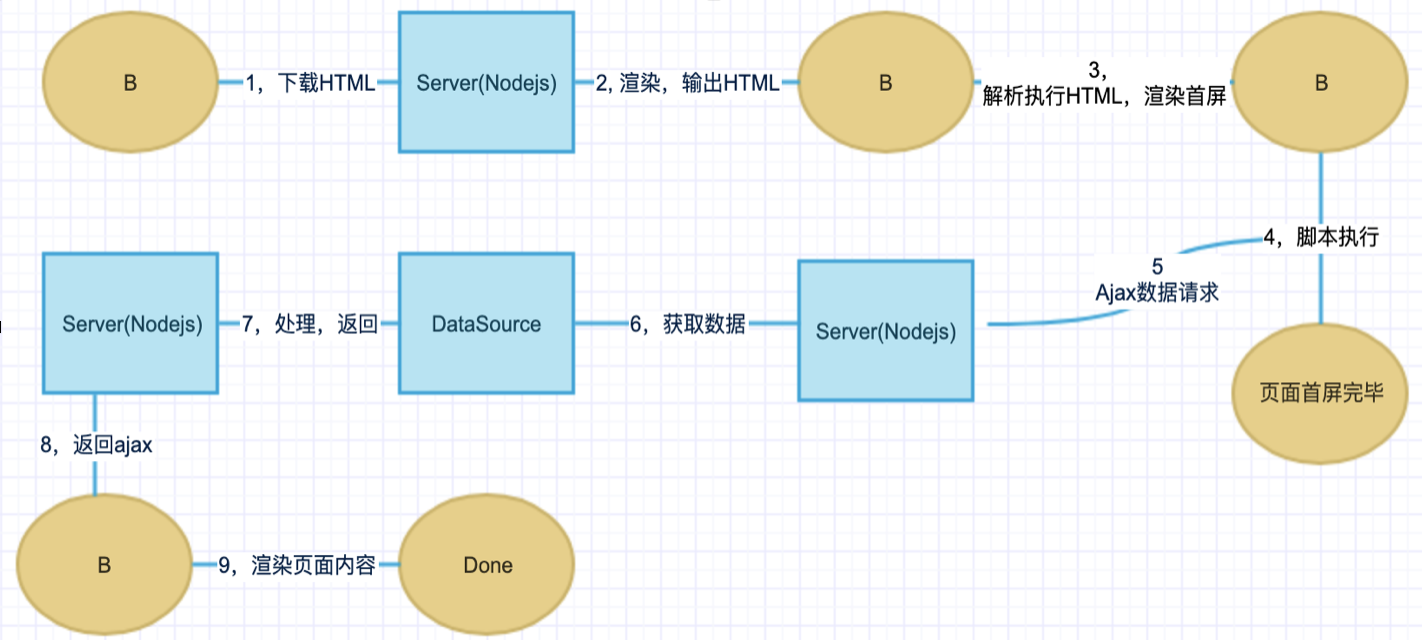 B
1，下载HTML
Server(Nodejs)
2, 渲染，输出HTML
B
3，
解析执行HTML，渲染首屏
B
4，脚本执行
5
Ajax数据请求
Server(Nodejs)
7，处理，返回
DataSource
6，获取数据
Server(Nodejs)
页面首屏完毕
8，返回ajax
B
9，渲染页面内容
Done